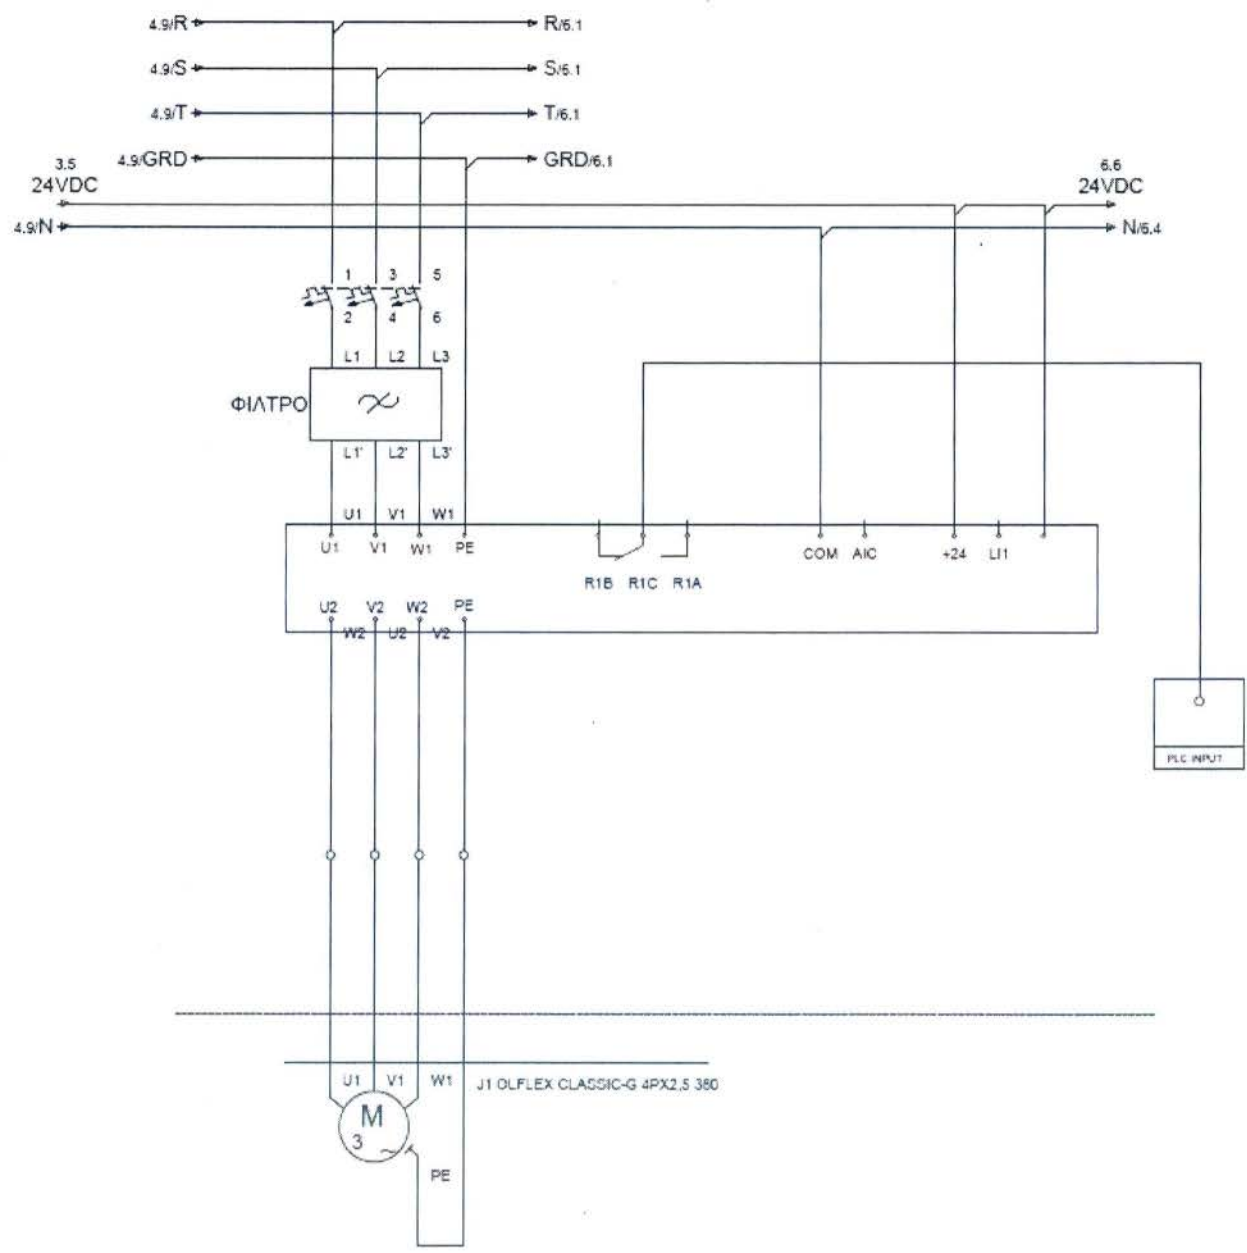 4.9/R R/6.1
4.9/S S/6.1
4.9/T T/6.1
4.9/GRD GRD/6.1
3.5 6.6
24VDC 24VDC
4.9/N N/6.4
1 3 5
2 4 6
L1 L2 L3
ΦΙΛΤΡΟ
L1' L2' L3'
U1 V1 W1
U1 V1 W1 PE COM AIC +24 LI1
R1B R1C R1A
U2 V2 W2 PE
W2 U2 V2
PLC INPUT
U1 V1 W1 J1 OLFLEX CLASSIC-G 4PX2,5 380
M
3 ~
PE